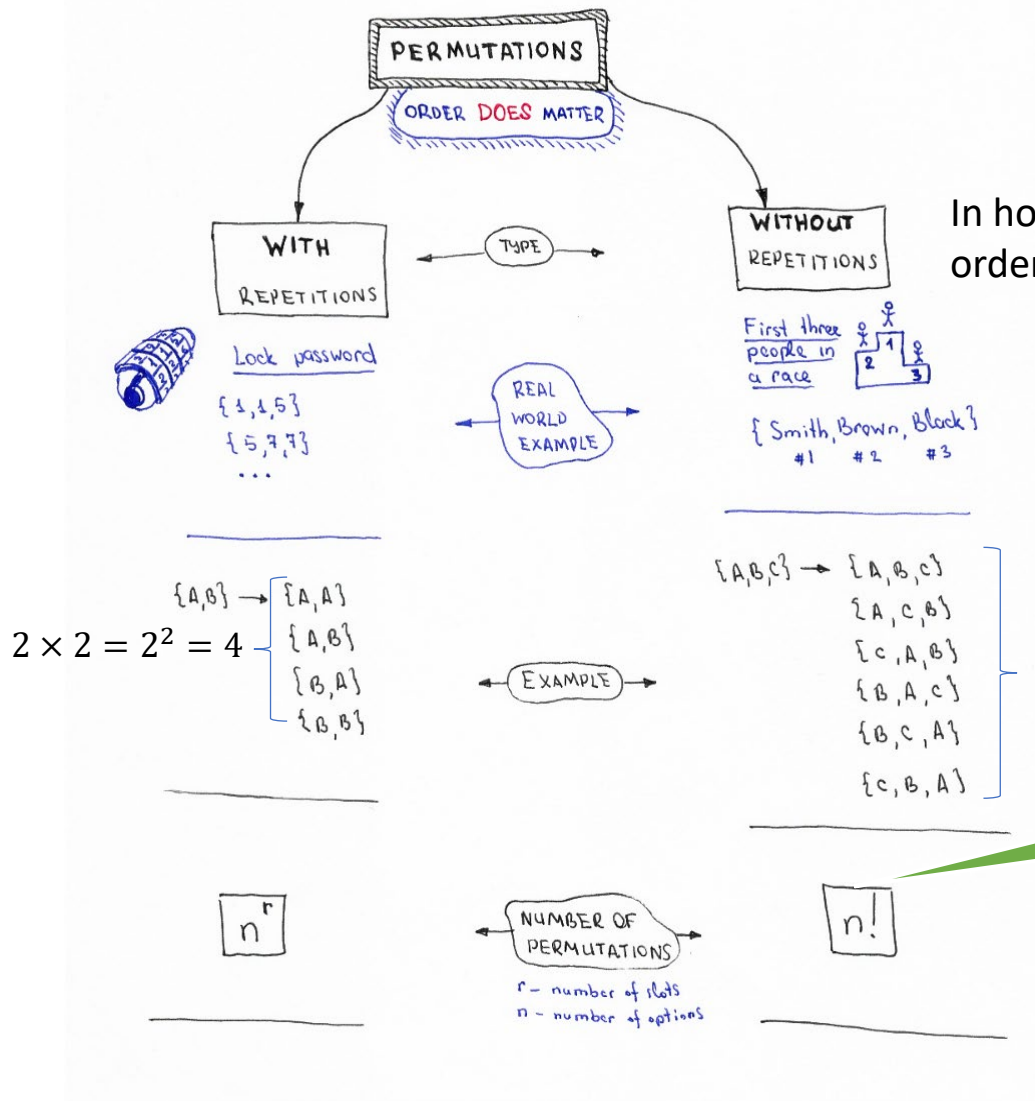 PERMUTATIONS
ORDER DOES MATTER
WITH
REPETITIONS
TYPE
WITHOUT
REPETITIONS
In ho
order
Lock password
{1,1,5}
{5,7,7}
...
REAL
WORLD
EXAMPLE
First three
people in
a race
1
2
3
{Smith, Brown, Black}
#1 #2 #3
{A,B} → {A,A}
{A,B}
{B,A}
{B,B}
2 × 2 = 2² = 4
EXAMPLE
{A,B,C} → {A,B,C}
{A,C,B}
{C,A,B}
{B,A,C}
{B,C,A}
{C,B,A}
nʳ
NUMBER OF
PERMUTATIONS
r – number of slots
n – number of options
n!